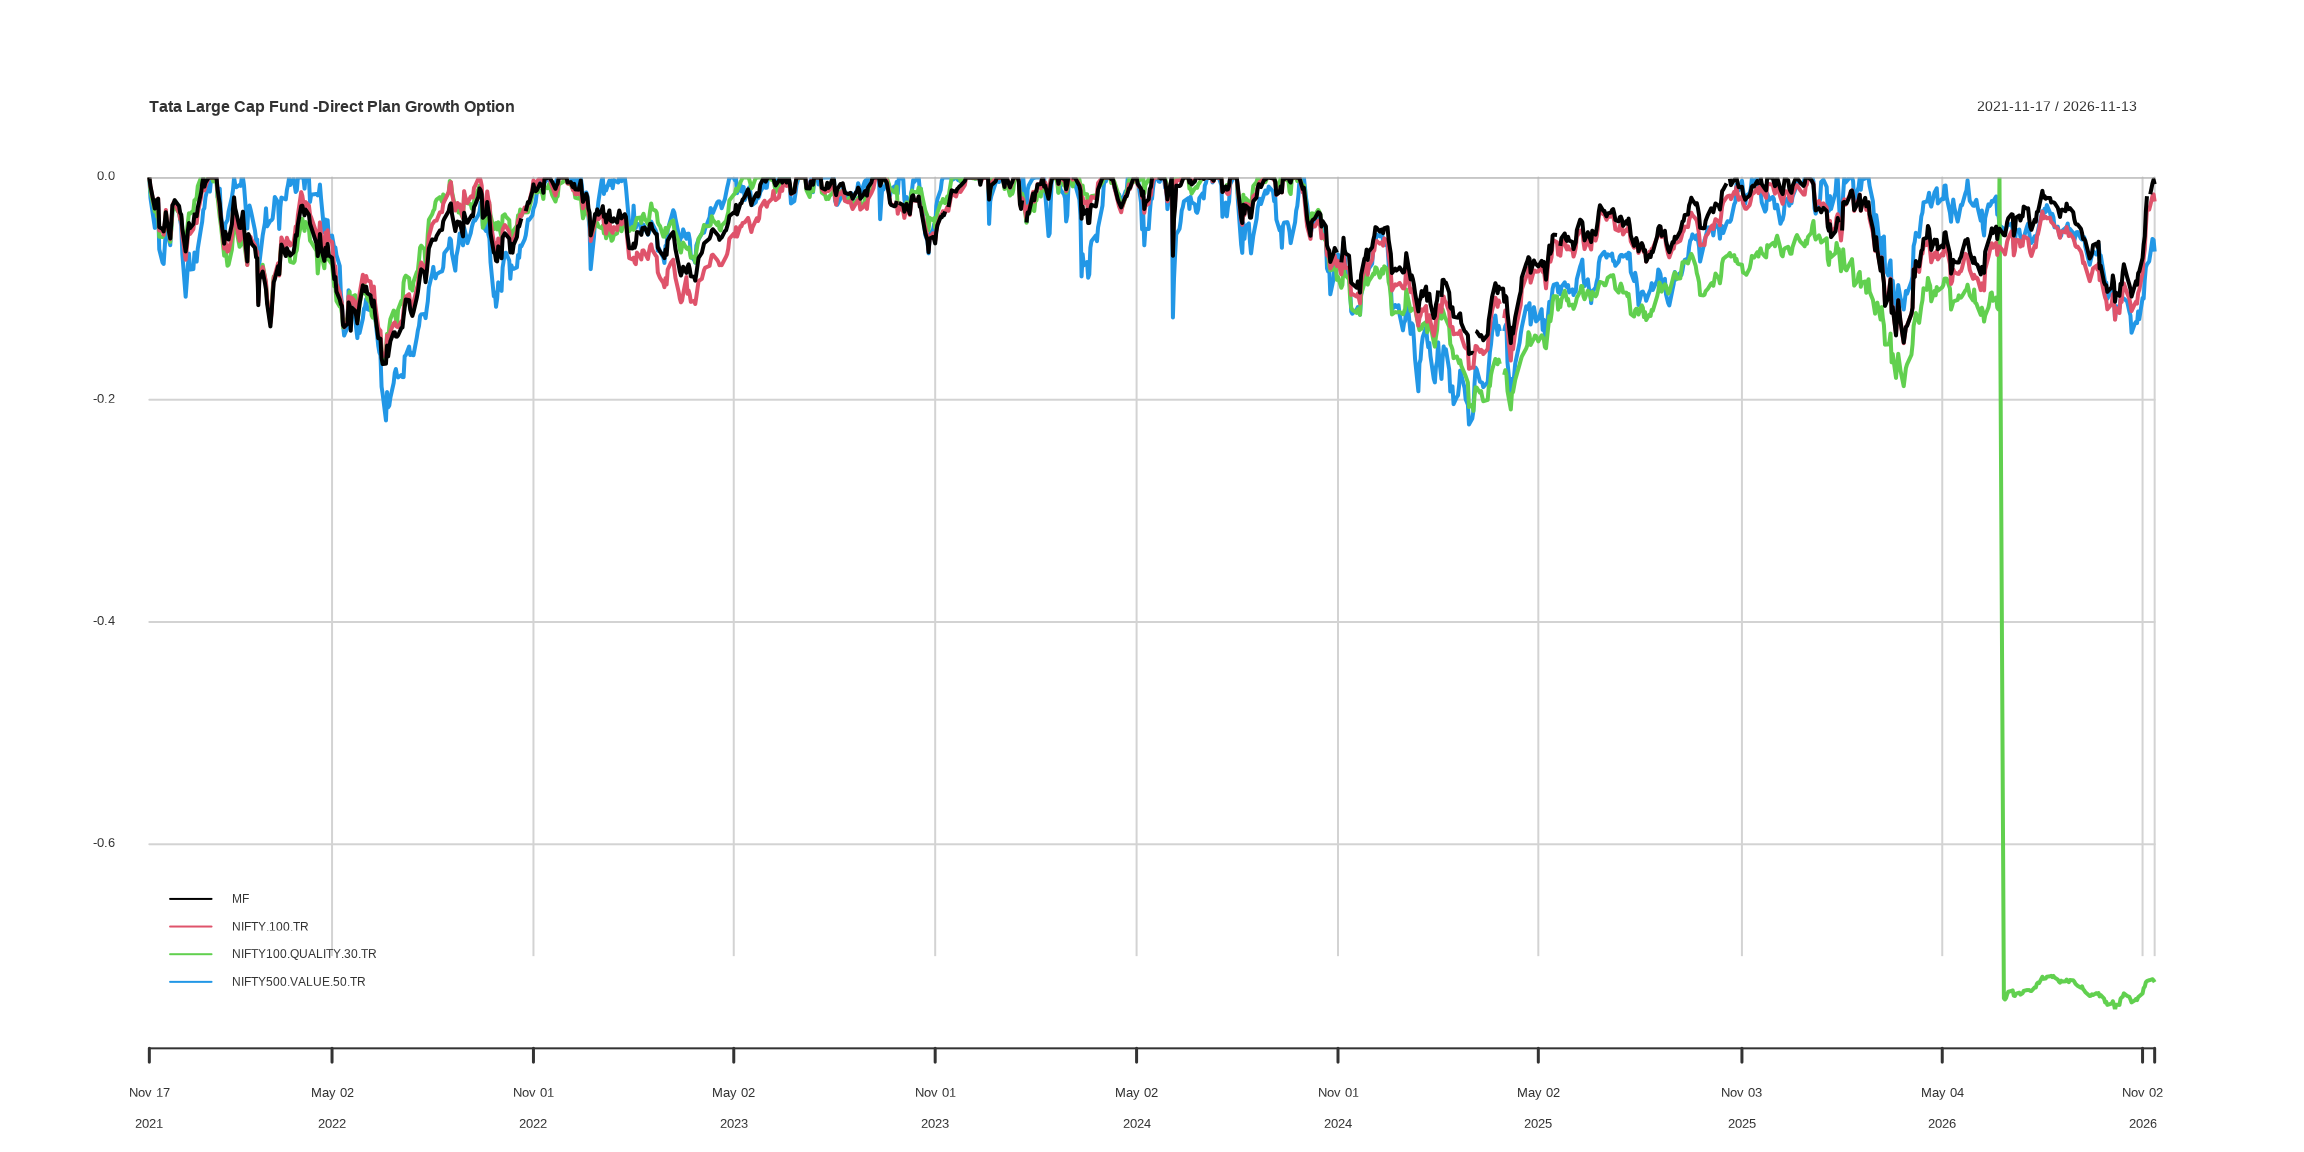 Tata Large Cap Fund -Direct Plan Growth Option
2021-11-17 / 2026-11-13
0.0
-0.2
-0.4
-0.6
MF
NIFTY.100.TR
NIFTY100.QUALITY.30.TR
NIFTY500.VALUE.50.TR
Nov 17 May 02 Nov 01 May 02 Nov 01 May 02 Nov 01 May 02 Nov 03 May 04 Nov 02
2021 2022 2022 2023 2023 2024 2024 2025 2025 2026 2026